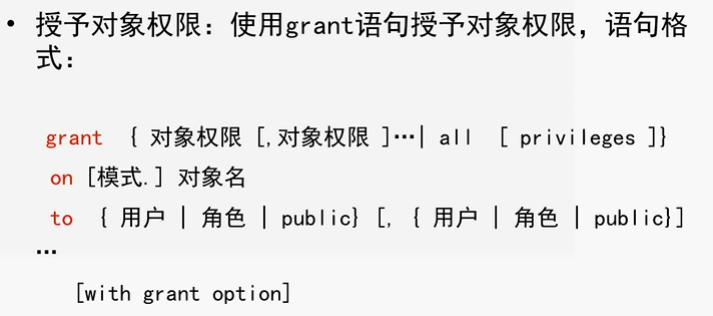 • 授予对象权限：使用grant语句授予对象权限，语句格
式：
grant { 对象权限 [,对象权限 ]…| all [ privileges ]}
on [模式.] 对象名
to { 用户 | 角色 | public} [, { 用户 | 角色 | public}]
…
[with grant option]